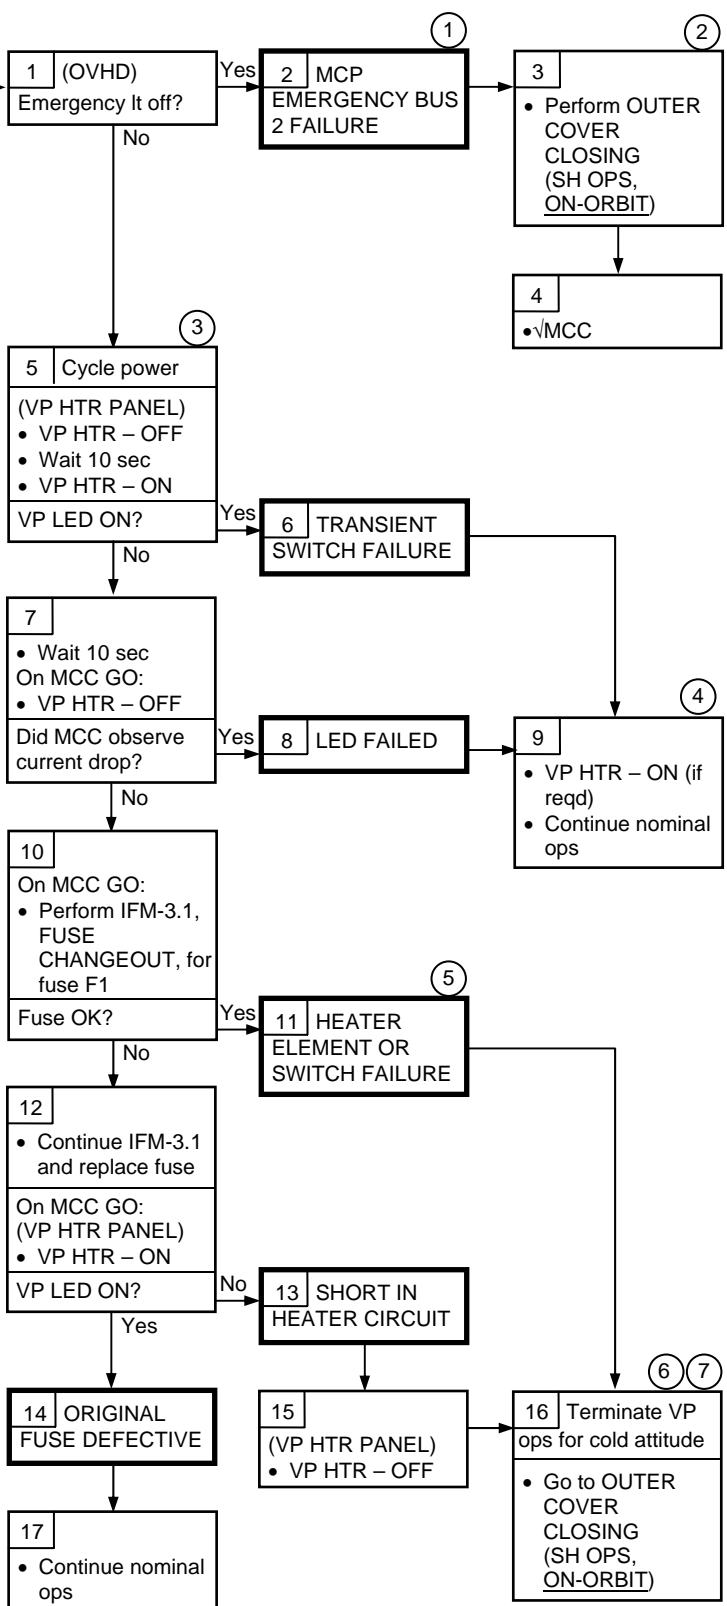 1
2
1 (OVHD)
Emergency lt off?
Yes
2 MCP
EMERGENCY BUS
2 FAILURE
3
• Perform OUTER
COVER
CLOSING
(SH OPS,
ON-ORBIT)
No
4
•√MCC
3
5 Cycle power
(VP HTR PANEL)
• VP HTR – OFF
• Wait 10 sec
• VP HTR – ON
VP LED ON?
Yes
6 TRANSIENT
SWITCH FAILURE
No
7
• Wait 10 sec
On MCC GO:
• VP HTR – OFF
Did MCC observe
current drop?
Yes
8 LED FAILED
4
9
• VP HTR – ON (if
reqd)
• Continue nominal
ops
No
10
On MCC GO:
• Perform IFM-3.1,
FUSE
CHANGEOUT, for
fuse F1
Fuse OK?
Yes
5
11 HEATER
ELEMENT OR
SWITCH FAILURE
No
12
• Continue IFM-3.1
and replace fuse
On MCC GO:
(VP HTR PANEL)
• VP HTR – ON
VP LED ON?
No
13 SHORT IN
HEATER CIRCUIT
Yes
14 ORIGINAL
FUSE DEFECTIVE
15
(VP HTR PANEL)
• VP HTR – OFF
6 7
16 Terminate VP
ops for cold attitude
• Go to OUTER
COVER
CLOSING
(SH OPS,
ON-ORBIT)
17
• Continue nominal
ops